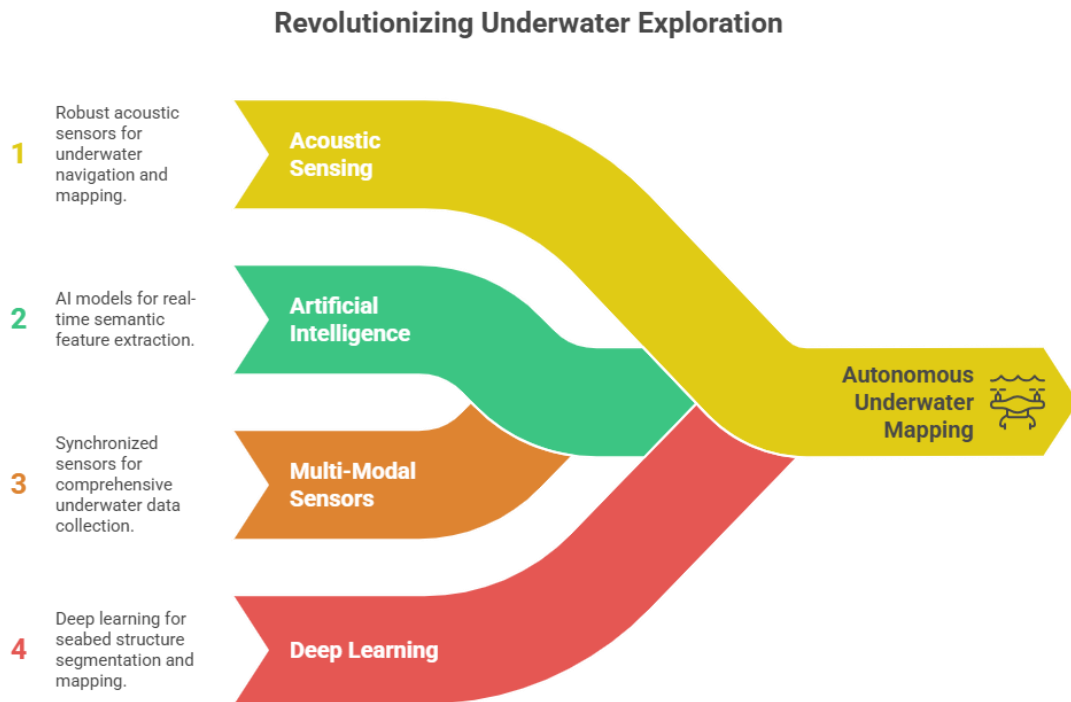 Revolutionizing Underwater Exploration
1
Robust acoustic
sensors for
underwater
navigation and
mapping.
Acoustic
Sensing
2
AI models for real-
time semantic
feature extraction.
Artificial
Intelligence
3
Synchronized
sensors for
comprehensive
underwater data
collection.
Multi-Modal
Sensors
4
Deep learning for
seabed structure
segmentation and
mapping.
Deep Learning
Autonomous
Underwater
Mapping